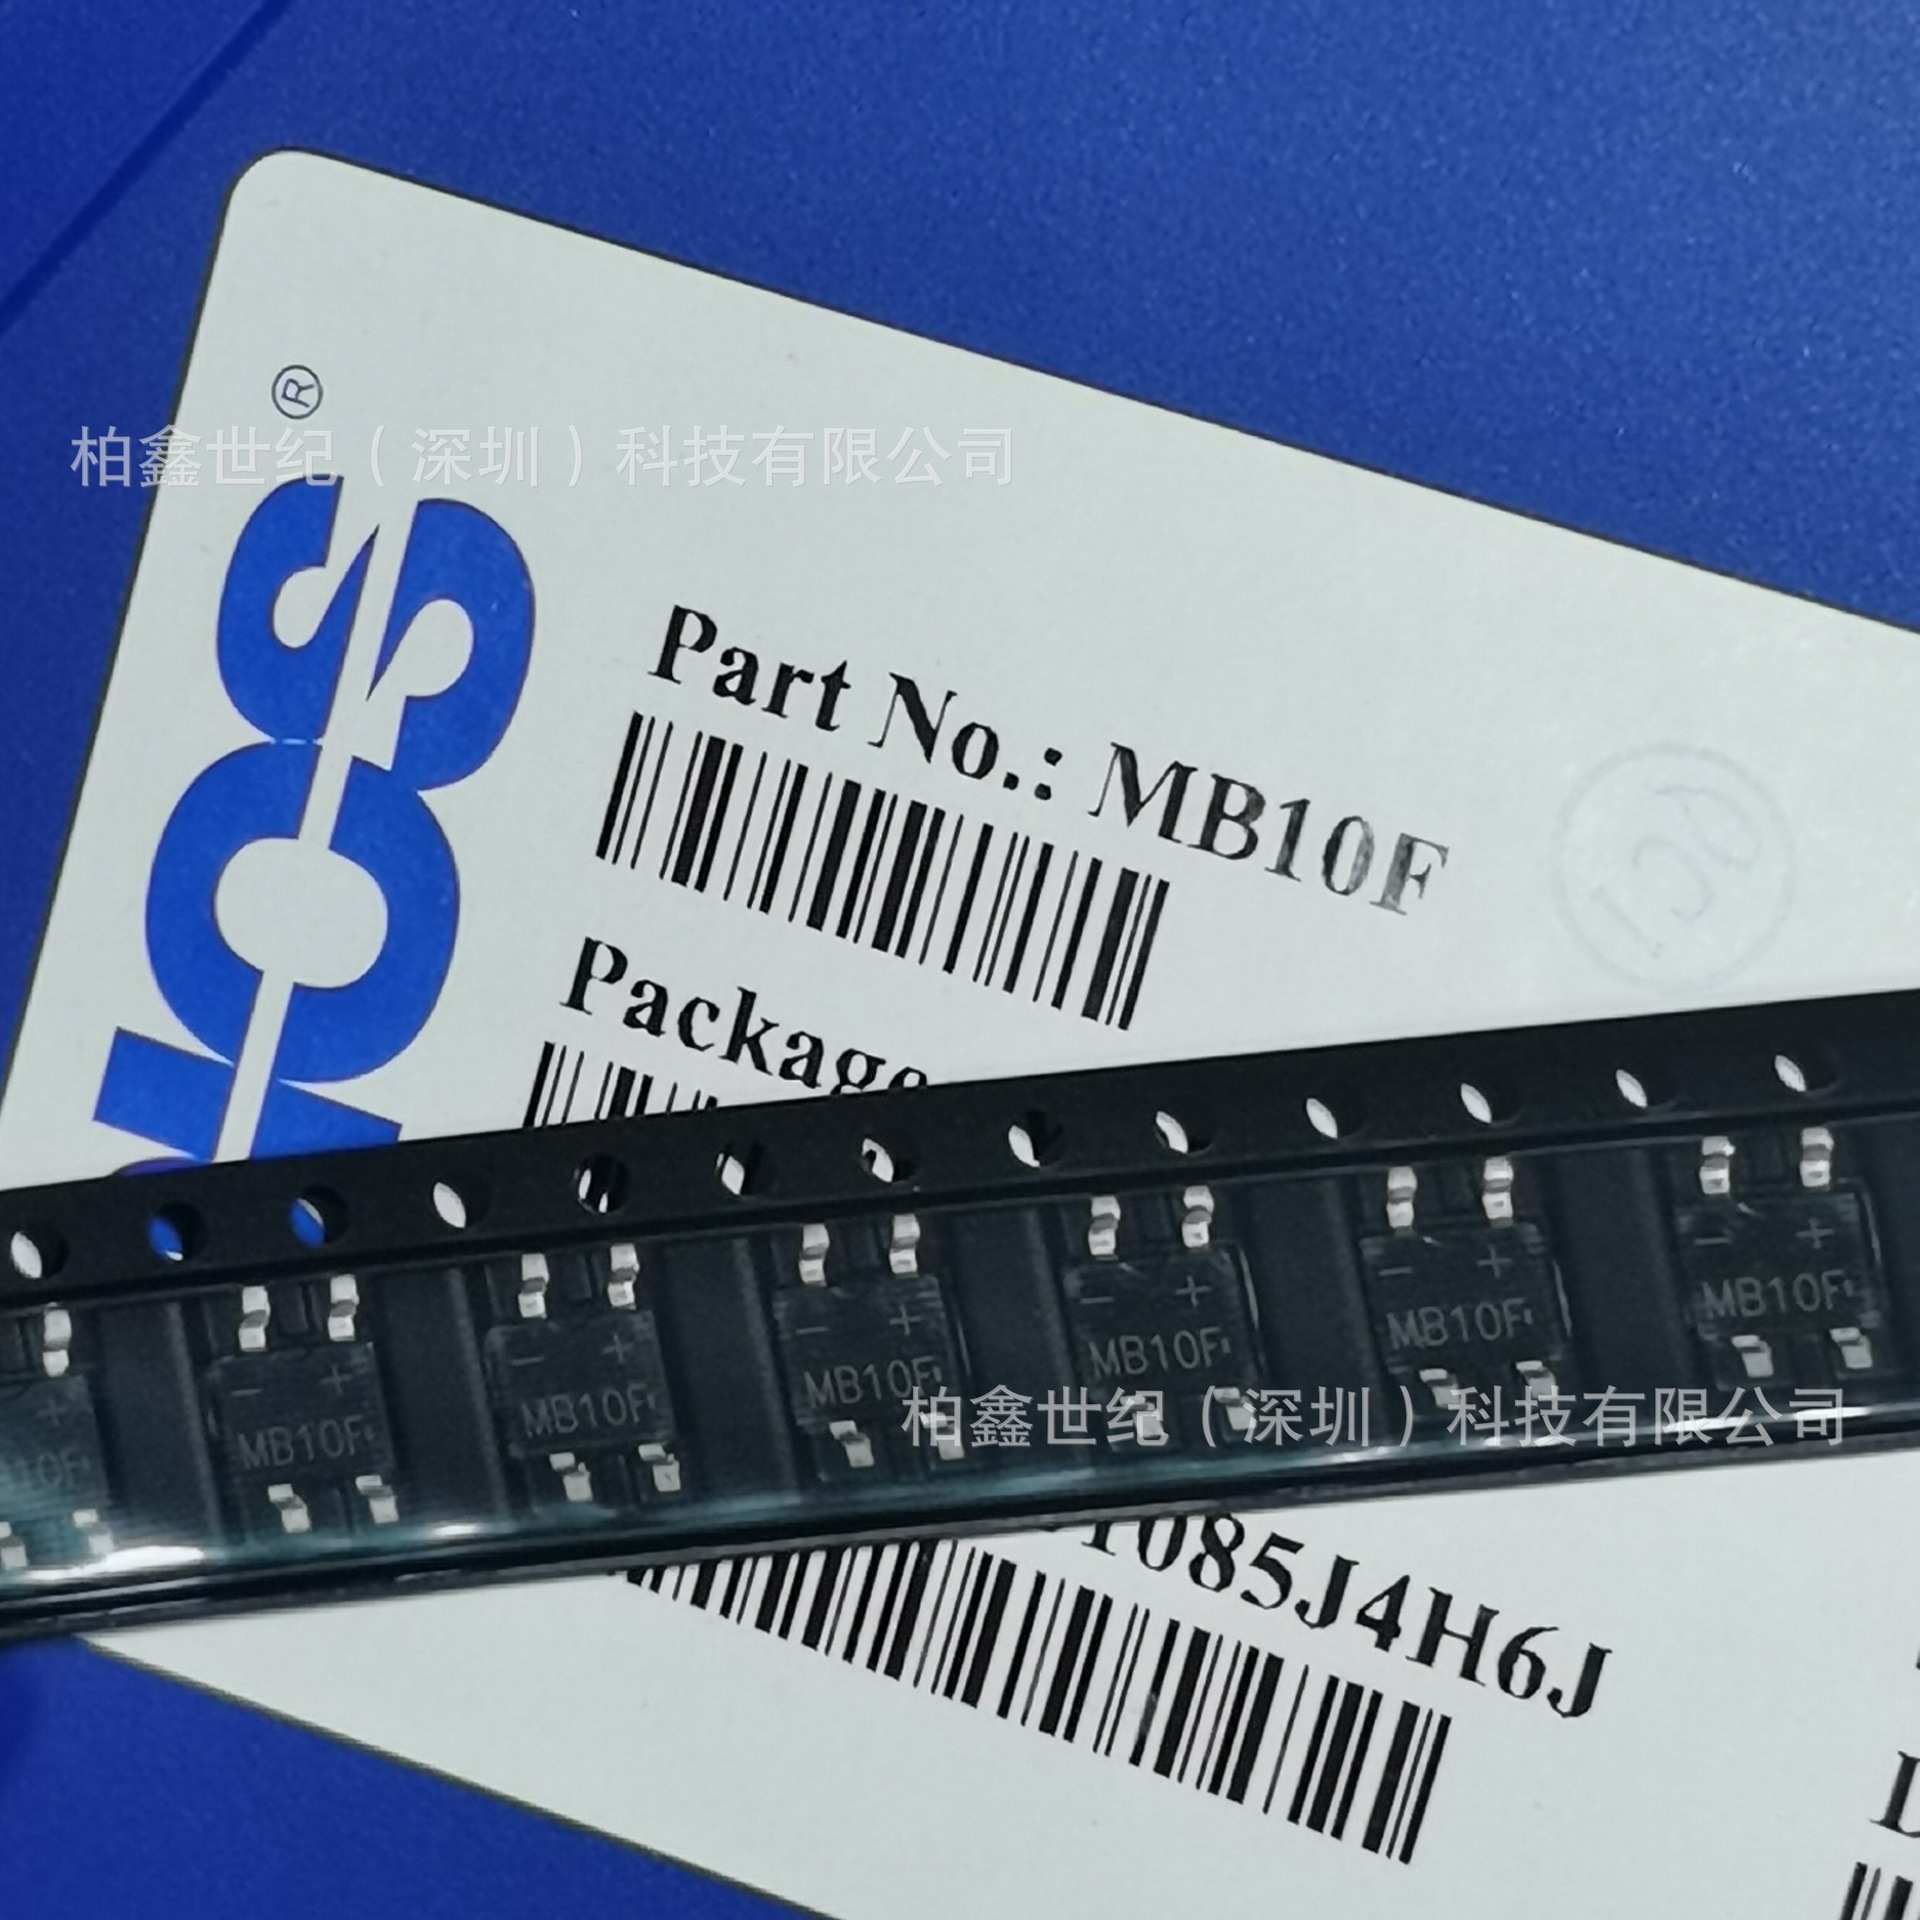 ®
柏鑫世纪（深圳）科技有限公司
Part No.: MB10F
Package
- +
MB10F
- +
MB10F
- +
MB10F
- +
MB10F
- +
MB10F
- +
MB10F
柏鑫世纪（深圳）科技有限公司
1085J4H6J